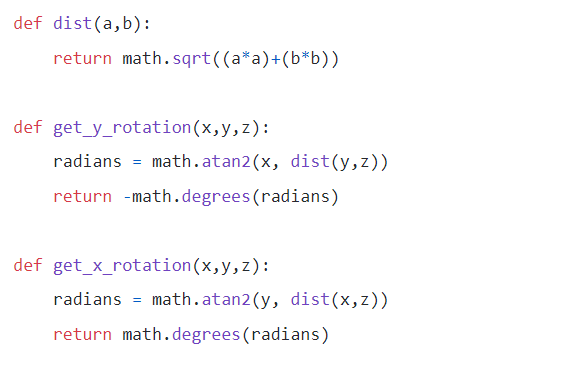 def dist(a,b):
    return math.sqrt((a*a)+(b*b))
def get_y_rotation(x,y,z):
    radians = math.atan2(x, dist(y,z))
    return -math.degrees(radians)
def get_x_rotation(x,y,z):
    radians = math.atan2(y, dist(x,z))
    return math.degrees(radians)